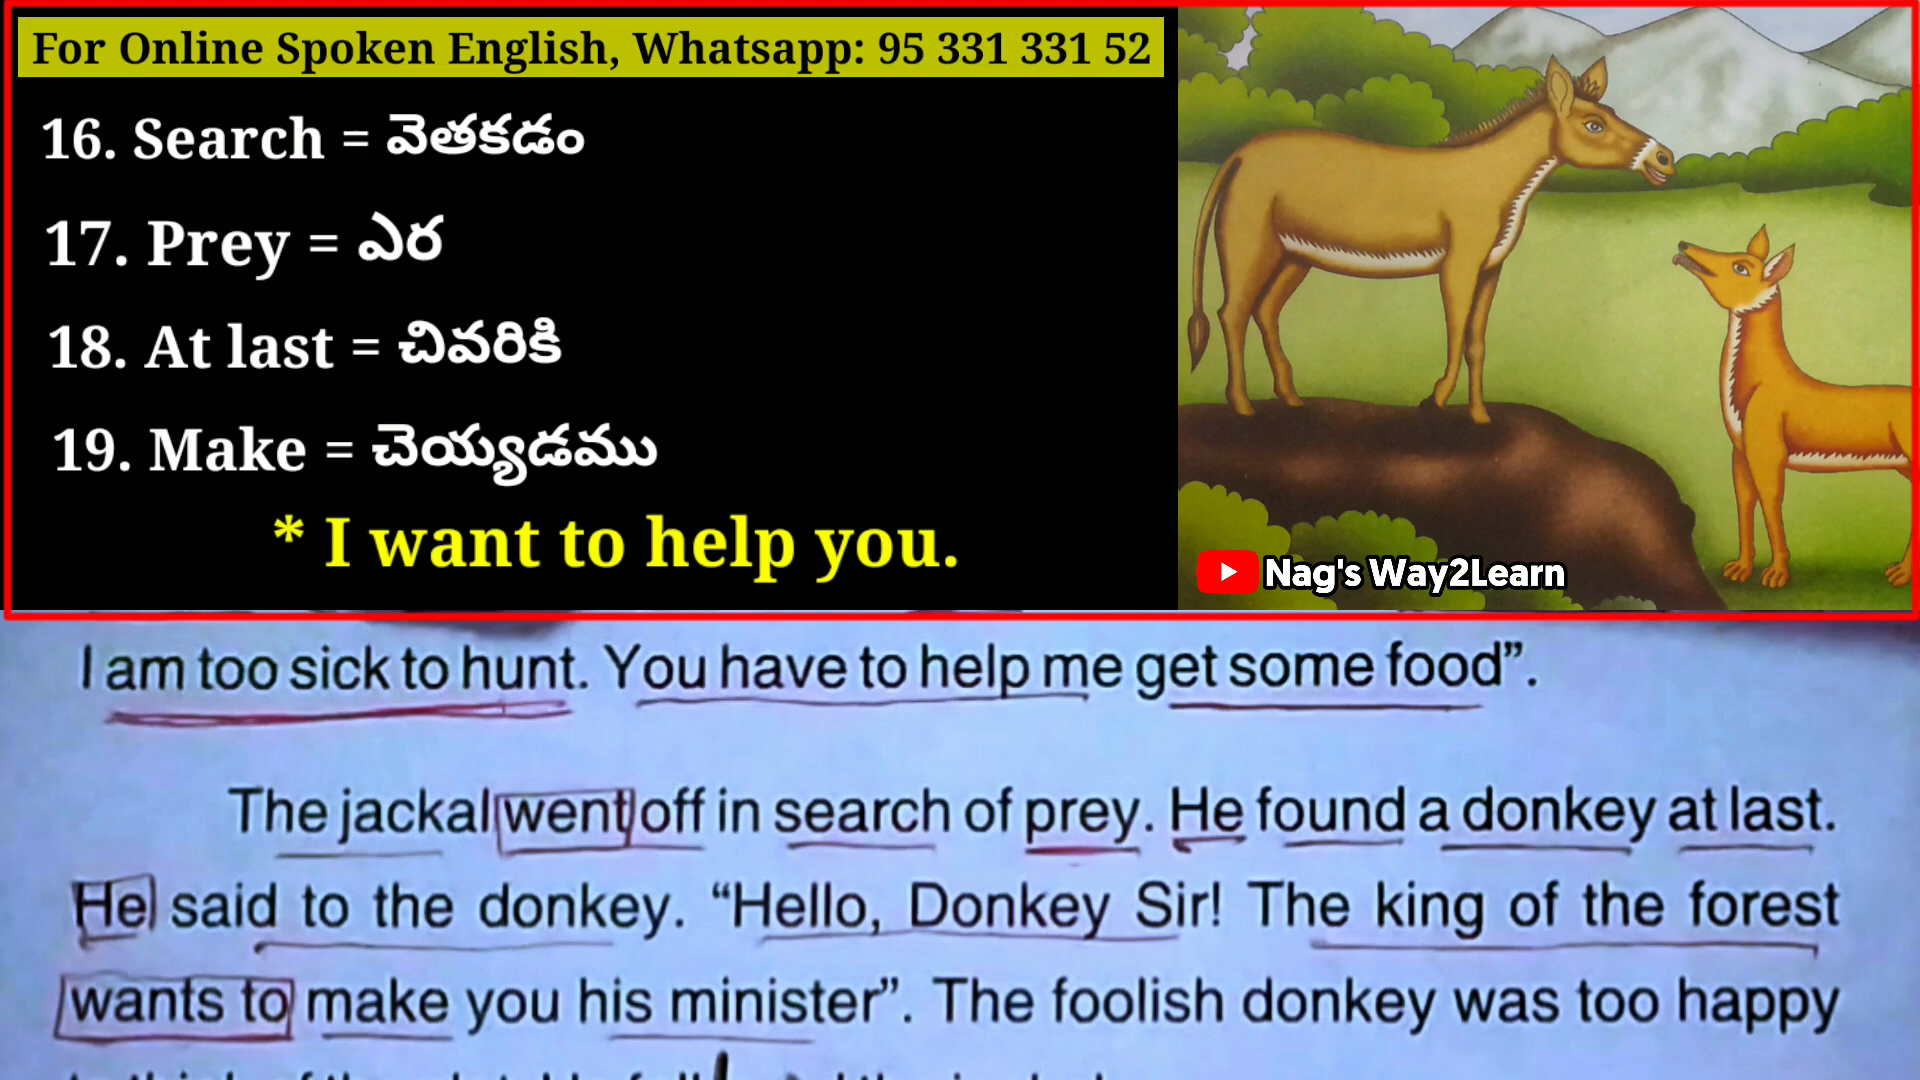 For Online Spoken English, Whatsapp: 95 331 331 52
16. Search = వెతకడం
17. Prey = ఎర
18. At last = చివరికి
19. Make = చెయ్యడము
* I want to help you.
Nag's Way2Learn
I am too sick to hunt. You have to help me get some food”.
The jackal went off in search of prey. He found a donkey at last.
He said to the donkey. “Hello, Donkey Sir! The king of the forest
wants to make you his minister”. The foolish donkey was too happy